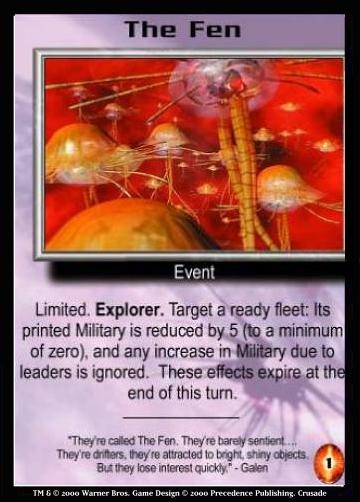 The Fen
Event
Limited. Explorer. Target a ready fleet: Its
printed Military is reduced by 5 (to a minimum
of zero), and any increase in Military due to
leaders is ignored. These effects expire at the
end of this turn.
"They're called The Fen. They're barely sentient....
They're drifters, they're attracted to bright, shiny objects.
But they lose interest quickly." - Galen
1
TM & © 2000 Warner Bros. Game Design © 2000 Precedence Publishing. Crusade